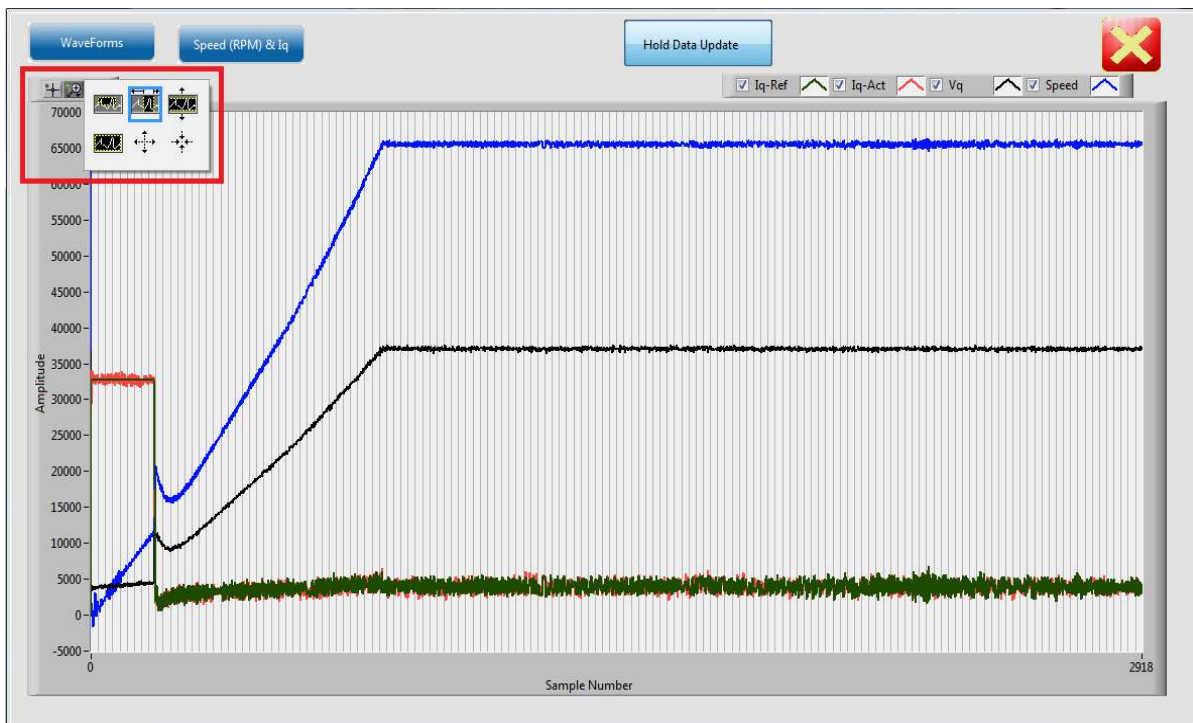 WaveForms
Speed (RPM) & Iq
Hold Data Update
Iq-Ref
Iq-Act
Vq
Speed
70000
65000
60000
55000
50000
45000
40000
35000
30000
25000
20000
15000
10000
5000
0
-5000
Amplitude
0
2918
Sample Number